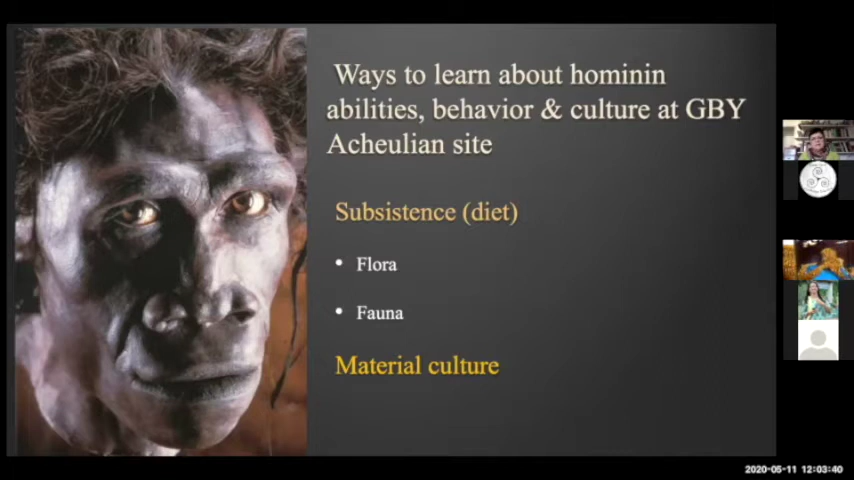 Ways to learn about hominin
abilities, behavior & culture at GBY
Acheulian site
Subsistence (diet)
• Flora
• Fauna
Material culture
2020-05-11 12:03:40